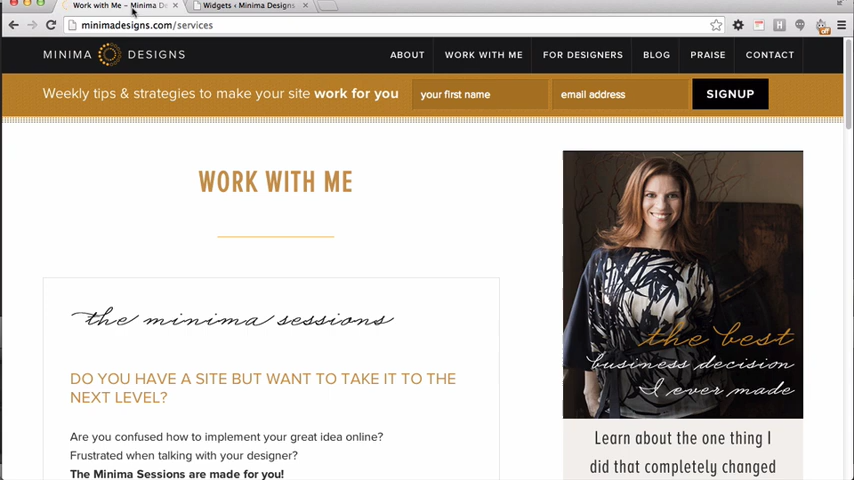 Work with Me - Minima De
Widgets ‹ Minima Designs
minimadesigns.com/services
MINIMA DESIGNS
ABOUT WORK WITH ME FOR DESIGNERS BLOG PRAISE CONTACT
Weekly tips & strategies to make your site work for you
your first name
email address
SIGNUP
WORK WITH ME
the minima sessions
DO YOU HAVE A SITE BUT WANT TO TAKE IT TO THE
NEXT LEVEL?
Are you confused how to implement your great idea online?
Frustrated when talking with your designer?
The Minima Sessions are made for you!
the best
business decision
I ever made
Learn about the one thing I
did that completely changed